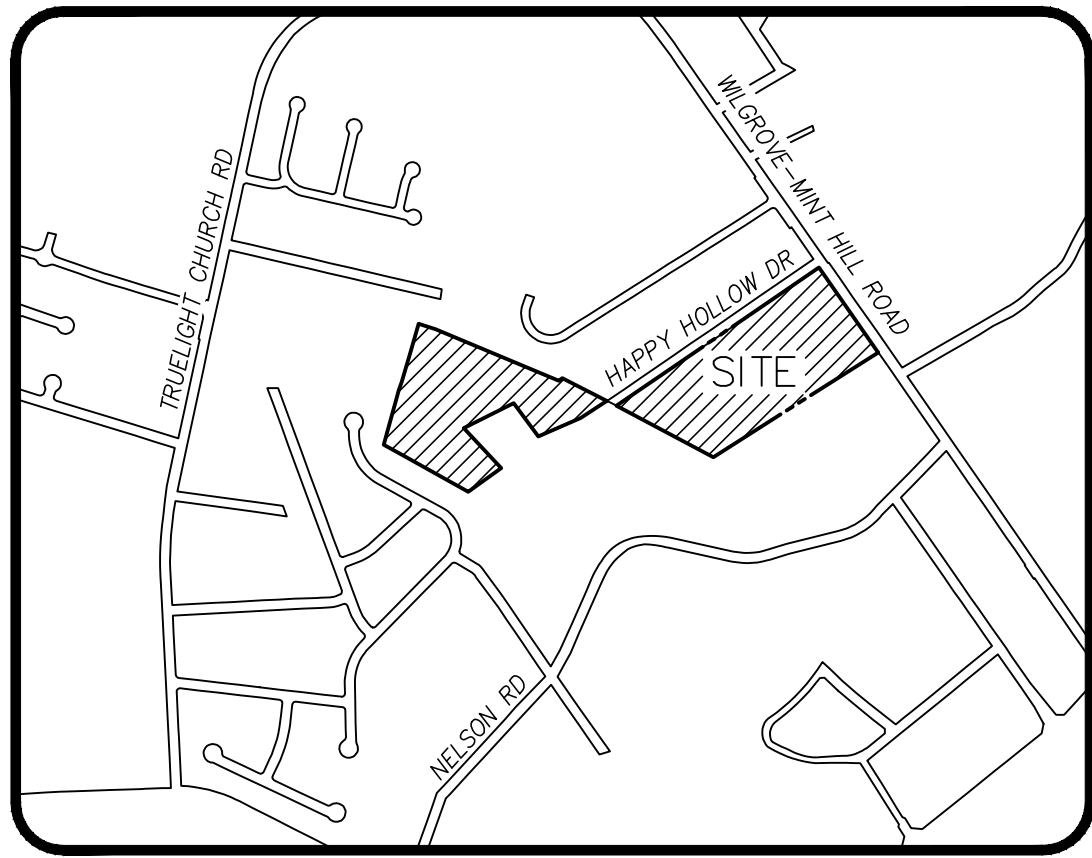 WILGROVE-MINT HILL ROAD
TRUELIGHT CHURCH RD
HAPPY HOLLOW DR
SITE
NELSON RD